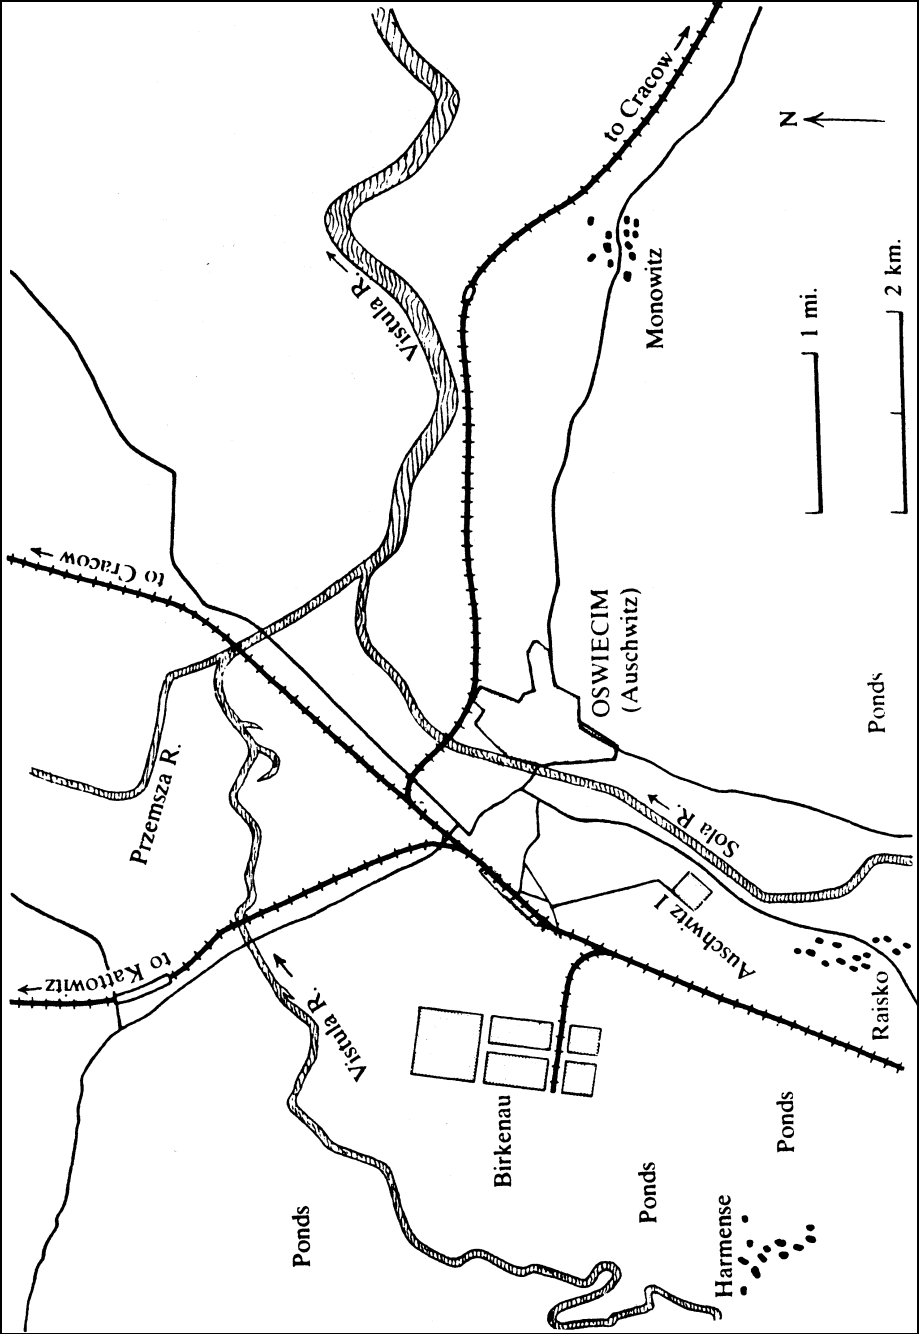 to Kattowitz
to Cracow
Przemsza R.
Ponds
Vistula R.
Vistula R.
Birkenau
OSWIECIM
(Auschwitz)
to Cracow
Ponds
Monowitz
Auschwitz I
Sola R.
Harmense
Ponds
N
1 mi.
Raisko
Ponds
2 km.